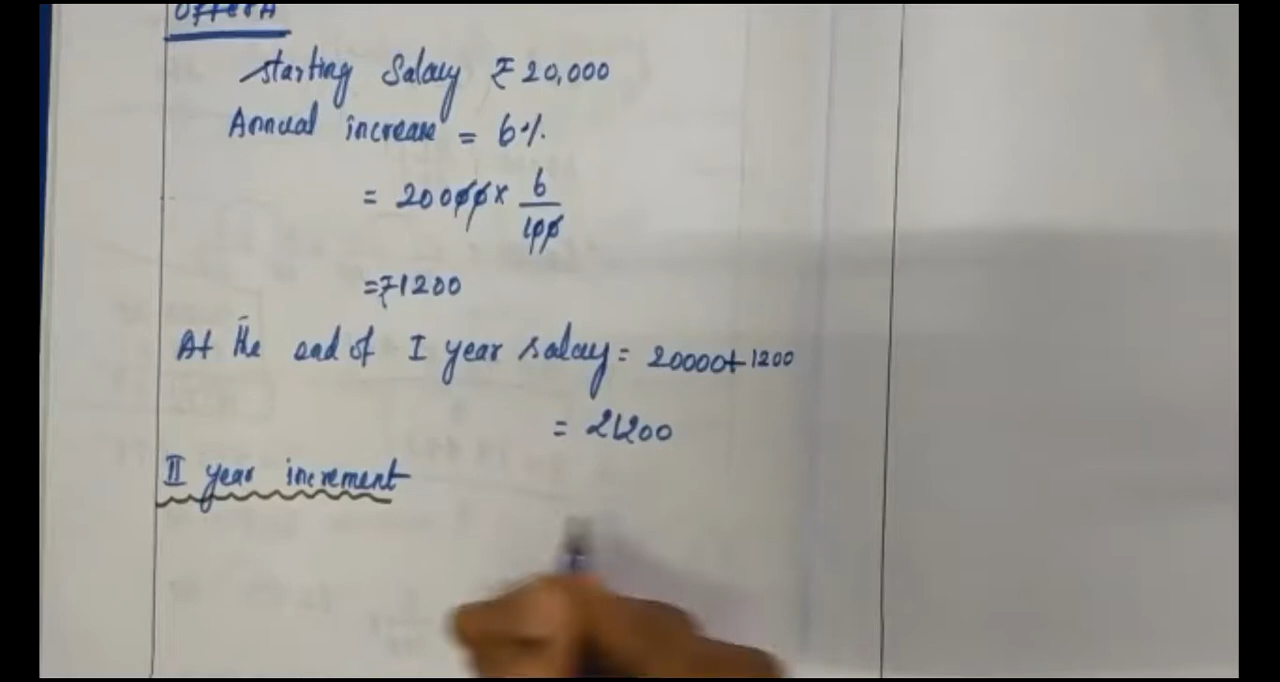 Offer A
Starting Salary ₹ 20,000
Annual increase = 6%
= 20000 x 6/100
= ₹1200
At the end of I year salary = 20000+1200
= 21200
II year increment